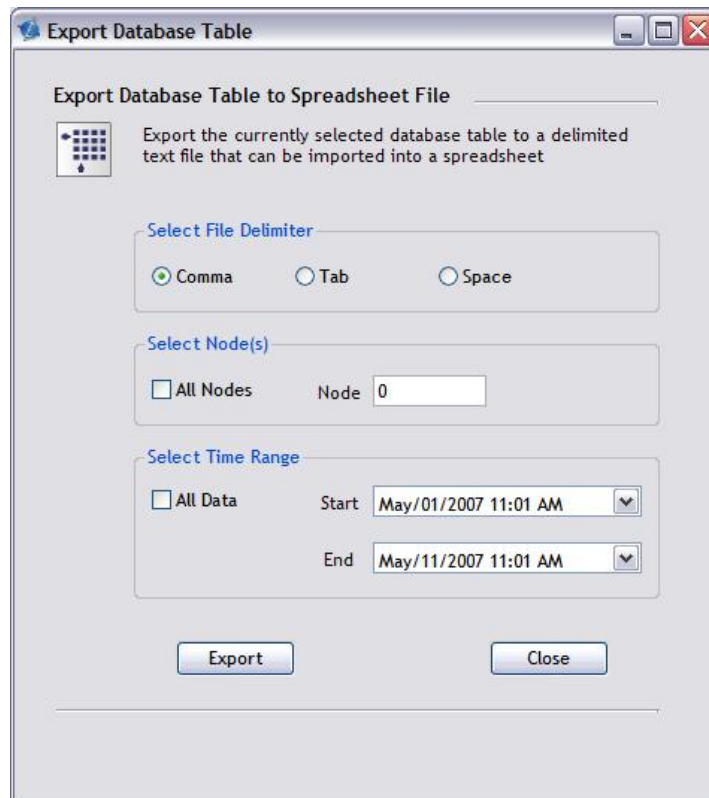 Export Database Table
Export Database Table to Spreadsheet File
Export the currently selected database table to a delimited
text file that can be imported into a spreadsheet
Select File Delimiter
Comma Tab Space
Select Node(s)
All Nodes Node 0
Select Time Range
All Data Start May/01/2007 11:01 AM
End May/11/2007 11:01 AM
Export Close